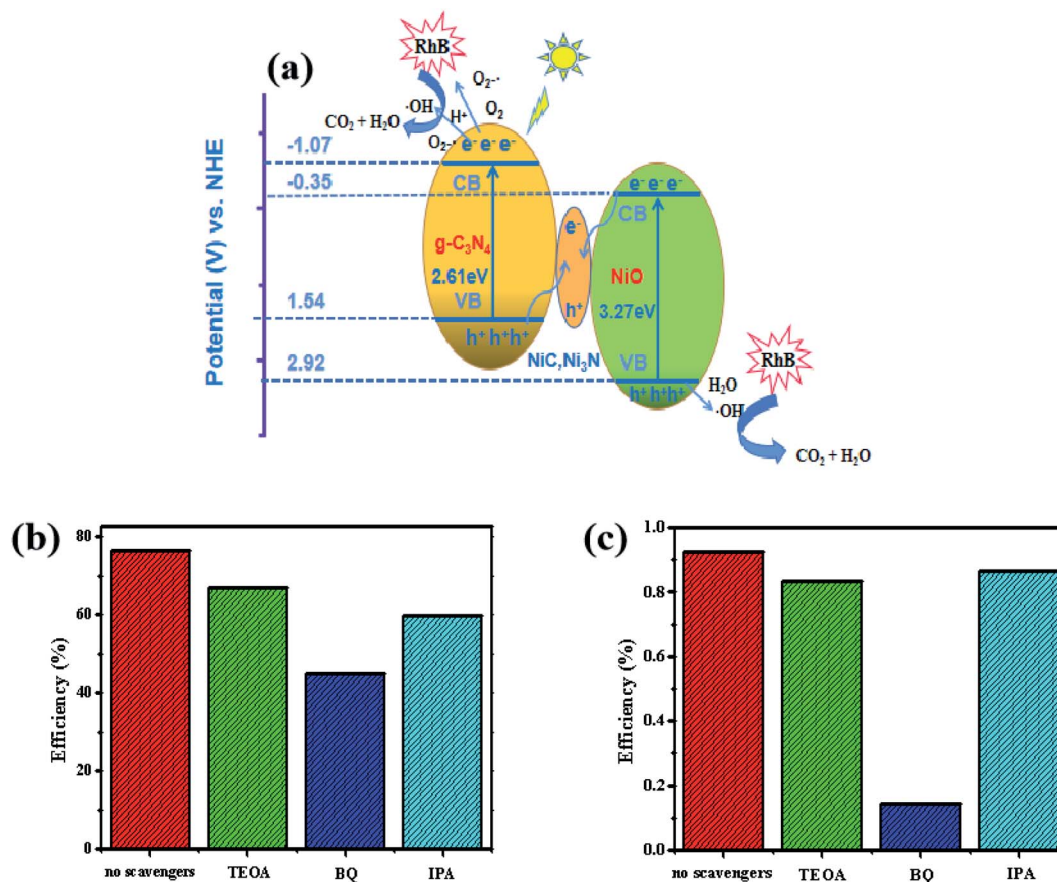 (a)
RhB
O₂⁻·
·OH
H⁺
O₂
CO₂ + H₂O
O₂⁻·
e⁻ e⁻ e⁻
-1.07
-0.35
CB
e⁻ e⁻ e⁻
CB
Potential (V) vs. NHE
g-C₃N₄
2.61eV
e⁻
NiO
3.27eV
1.54
VB
h⁺
h⁺ h⁺h⁺
NiC,Ni₃N
VB
2.92
h⁺ h⁺h⁺
H₂O
·OH
RhB
CO₂ + H₂O
(b)
Efficiency (%)
80
60
40
20
0
no scavengers TEOA BQ IPA
(c)
Efficiency (%)
1.0
0.8
0.6
0.4
0.2
0.0
no scavengers TEOA BQ IPA